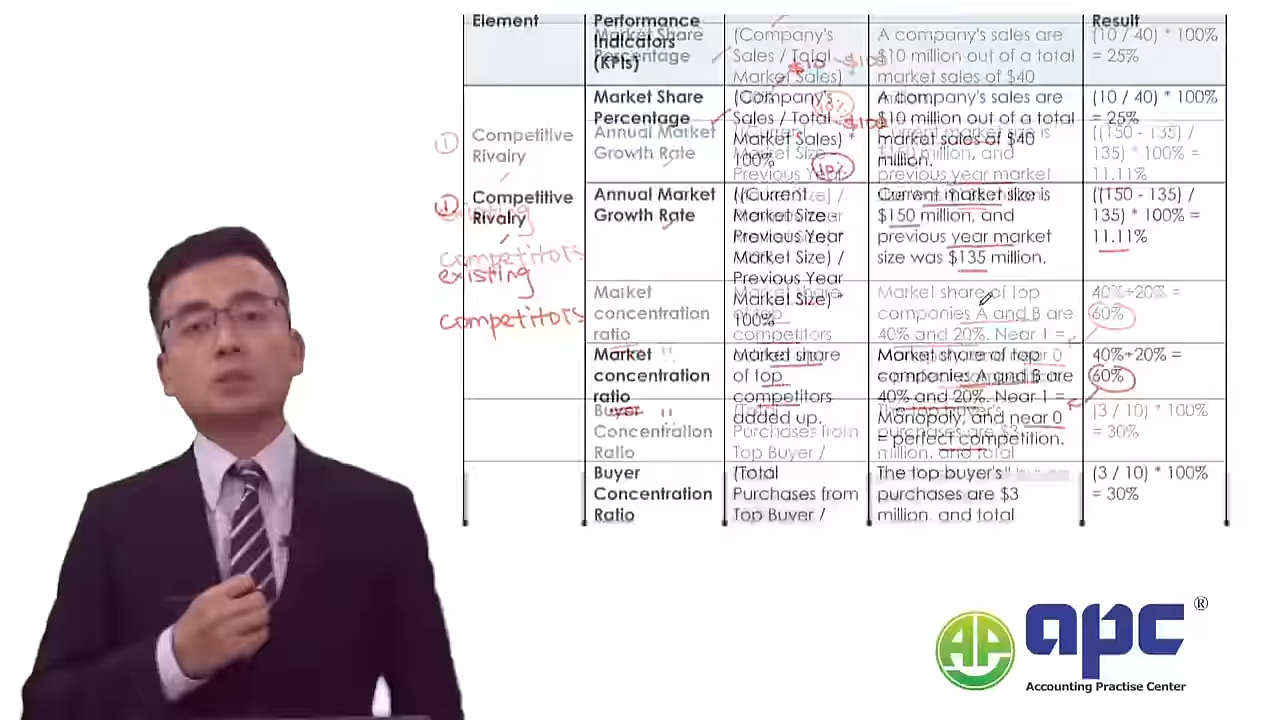 Element
Performance
Indicators
(KPIs)
Result
Market Share
Percentage
(Company's
Sales / Total
Market Sales) *
100%
A company's sales are
$10 million out of a total
market sales of $40
million.
(10 / 40) * 100%
= 25%
① Competitive
Rivalry
existing
competitors
Annual Market
Growth Rate
((Current
Market Size -
Previous Year
Market Size) /
Previous Year
Market Size) *
100%
Current market size is
$150 million, and
previous year market
size was $135 million.
((150 - 135) /
135) * 100% =
11.11%
Market
concentration
ratio
Market share
of top
competitors
added up.
Market share of top
companies A and B are
40% and 20%. Near 1 =
Monopoly, and near 0
= perfect competition.
40%+20% =
60%
Buyer
Concentration
Ratio
(Total
Purchases from
Top Buyer /
The top buyer's
purchases are $3
million, and total
(3 / 10) * 100%
= 30%
AP
apc®
Accounting Practise Center